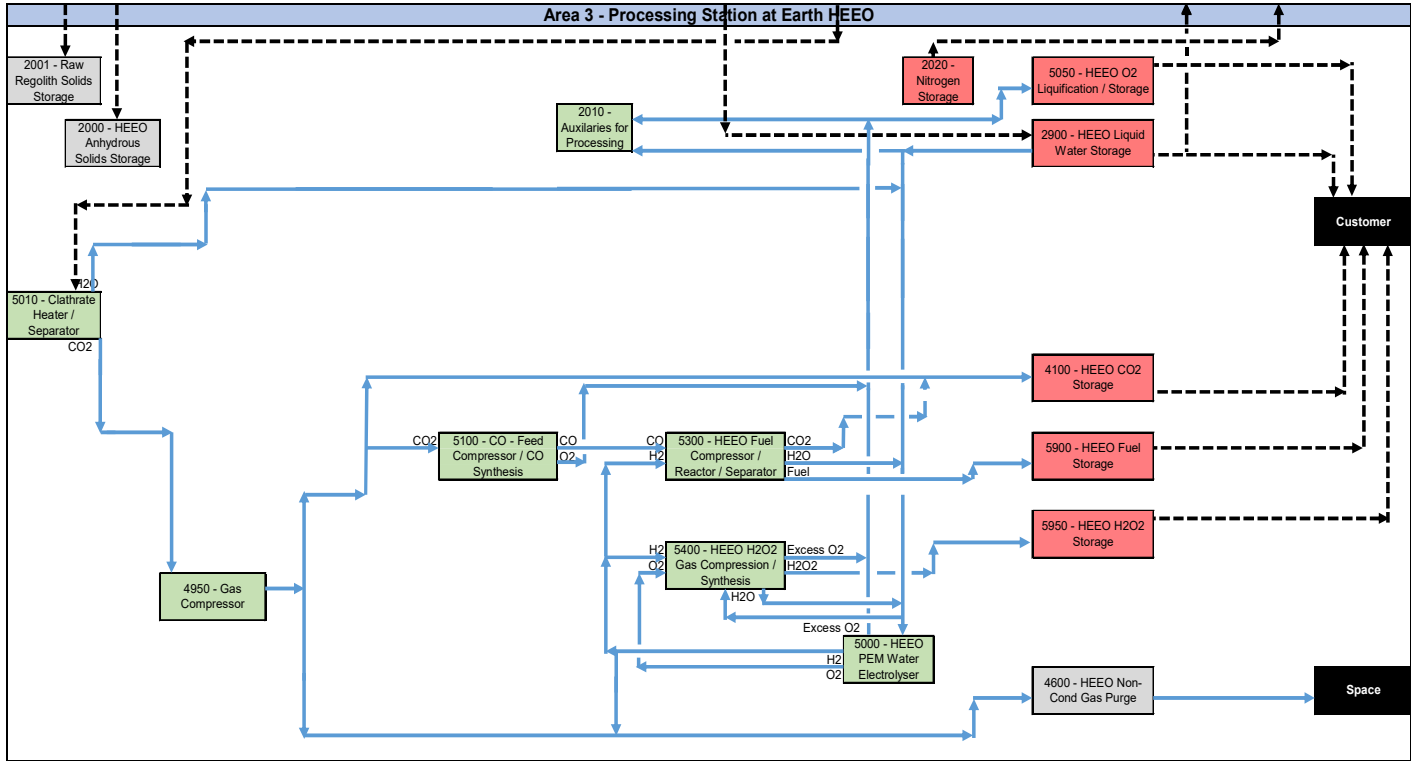 Area 3 - Processing Station at Earth HEEO
2001 - Raw
Regolith Solids
Storage
2020 -
Nitrogen
Storage
5050 - HEEO O2
Liquification / Storage
2000 - HEEO
Anhydrous
Solids Storage
2010 -
Auxilaries for
Processing
2900 - HEEO Liquid
Water Storage
Customer
H2O
5010 - Clathrate
Heater /
Separator
CO2
4100 - HEEO CO2
Storage
CO2
5100 - CO - Feed
Compressor / CO
Synthesis
CO
O2
CO
H2
5300 - HEEO Fuel
Compressor /
Reactor / Separator
CO2
H2O
Fuel
5900 - HEEO Fuel
Storage
5950 - HEEO H2O2
Storage
H2
O2
5400 - HEEO H2O2
Gas Compression /
Synthesis
Excess O2
H2O2
H2O
4950 - Gas
Compressor
Excess O2
H2
O2
5000 - HEEO
PEM Water
Electrolyser
4600 - HEEO Non-
Cond Gas Purge
Space